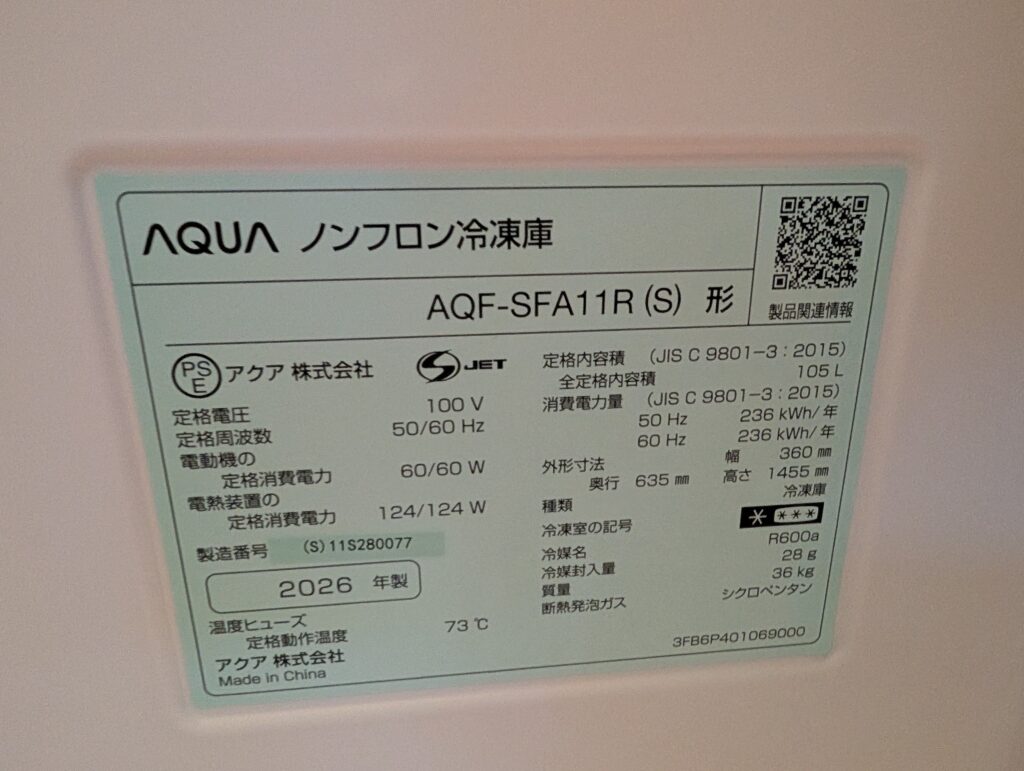 AQUA ノンフロン冷凍庫
AQF-SFA11R (S) 形
製品関連情報
PS E アクア 株式会社 S JET
定格電圧 100 V
定格周波数 50/60 Hz
電動機の
定格消費電力 60/60 W
電熱装置の
定格消費電力 124/124 W
製造番号 (S) 11S280077
2026 年製
温度ヒューズ
定格動作温度 73 ℃
アクア 株式会社
Made in China
定格内容積 (JIS C 9801-3 : 2015)
全定格内容積 105 L
消費電力量 (JIS C 9801-3 : 2015)
50 Hz 236 kWh/年
60 Hz 236 kWh/年
外形寸法 幅 360 ㎜
奥行 635 ㎜ 高さ 1455 ㎜
種類 冷凍庫
冷凍室の記号 * ***
冷媒名 R600a
冷媒封入量 28 g
質量 36 kg
断熱発泡ガス シクロペンタン
3FB6P401069000